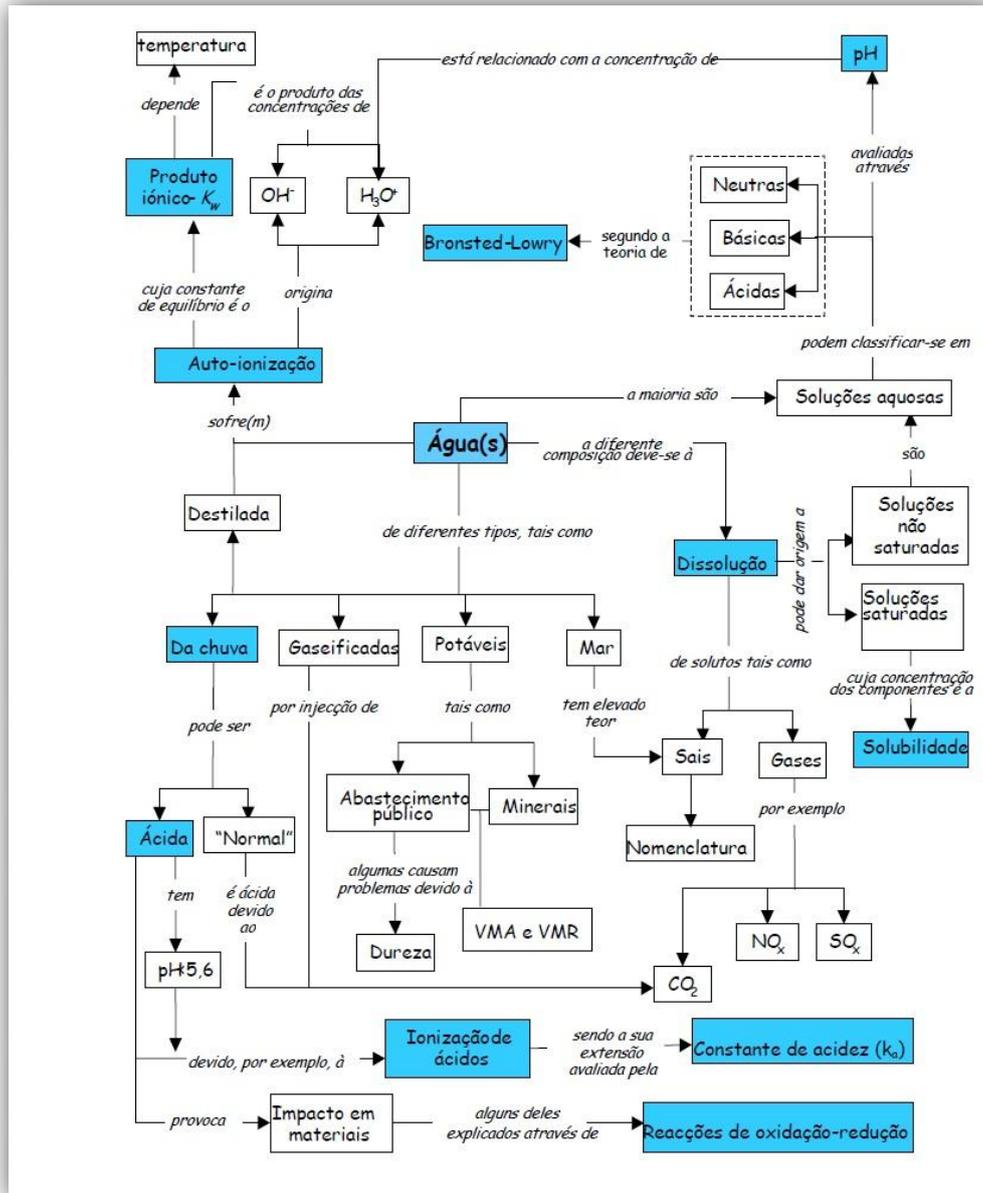 temperatura
está relacionado com a concentração de
pH
depende
é o produto das
concentrações de
avaliadas
através
Produto
iónico- Kw
OH⁻
H₃O⁺
Neutras
Básicas
Ácidas
Bronsted-Lowry
segundo a
teoria de
cuja constante
de equilíbrio é o
origina
podem classificar-se em
Auto-ionização
a maioria são
Soluções aquosas
sofre(m)
Água(s)
a diferente
composição deve-se à
são
Destilada
de diferentes tipos, tais como
Dissolução
pode dar origem a
Soluções
não
saturadas
Soluções
saturadas
Da chuva
Gaseificadas
Potáveis
Mar
de solutos tais como
cuja concentração
dos componentes é a
pode ser
por injecção de
tais como
tem elevado
teor
Sais
Gases
Solubilidade
Abastecimento
público
Minerais
por exemplo
Ácida
“Normal”
Nomenclatura
tem
é ácida
devido
ao
algumas causam
problemas devido à
VMA e VMR
NOx
SOx
Dureza
pH<5,6
CO₂
devido, por exemplo, à
Ionização de
ácidos
sendo a sua
extensão
avaliada pela
Constante de acidez (ka)
provoca
Impacto em
materiais
alguns deles
explicados através de
Reacções de oxidação-redução